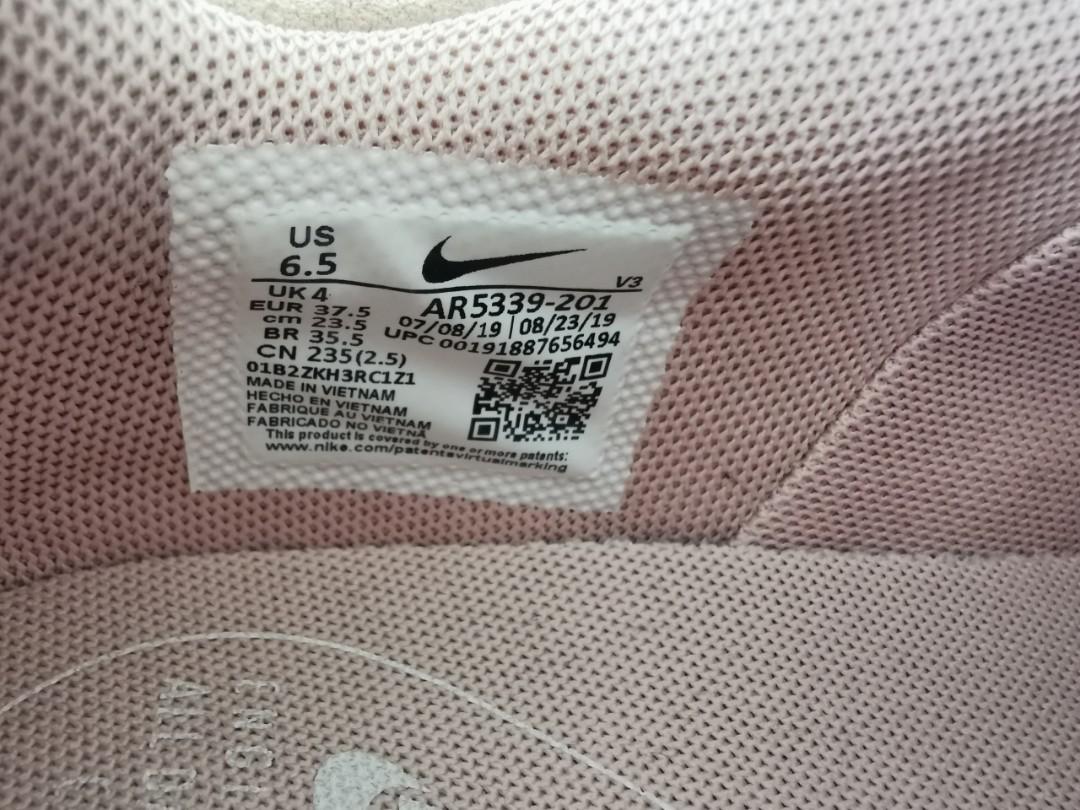 US
6.5
V3
UK 4
EUR 37.5
cm 23.5
BR 35.5
CN 235(2.5)
AR5339-201
07/08/19 | 08/23/19
UPC 00191887656494
01B2ZKH3RC1Z1
MADE IN VIETNAM
HECHO EN VIETNAM
FABRIQUE AU VIETNAM
FABRICADO NO VIETNÃ
This product is covered by one or more patents:
www.nike.com/patentsvirtualmarking